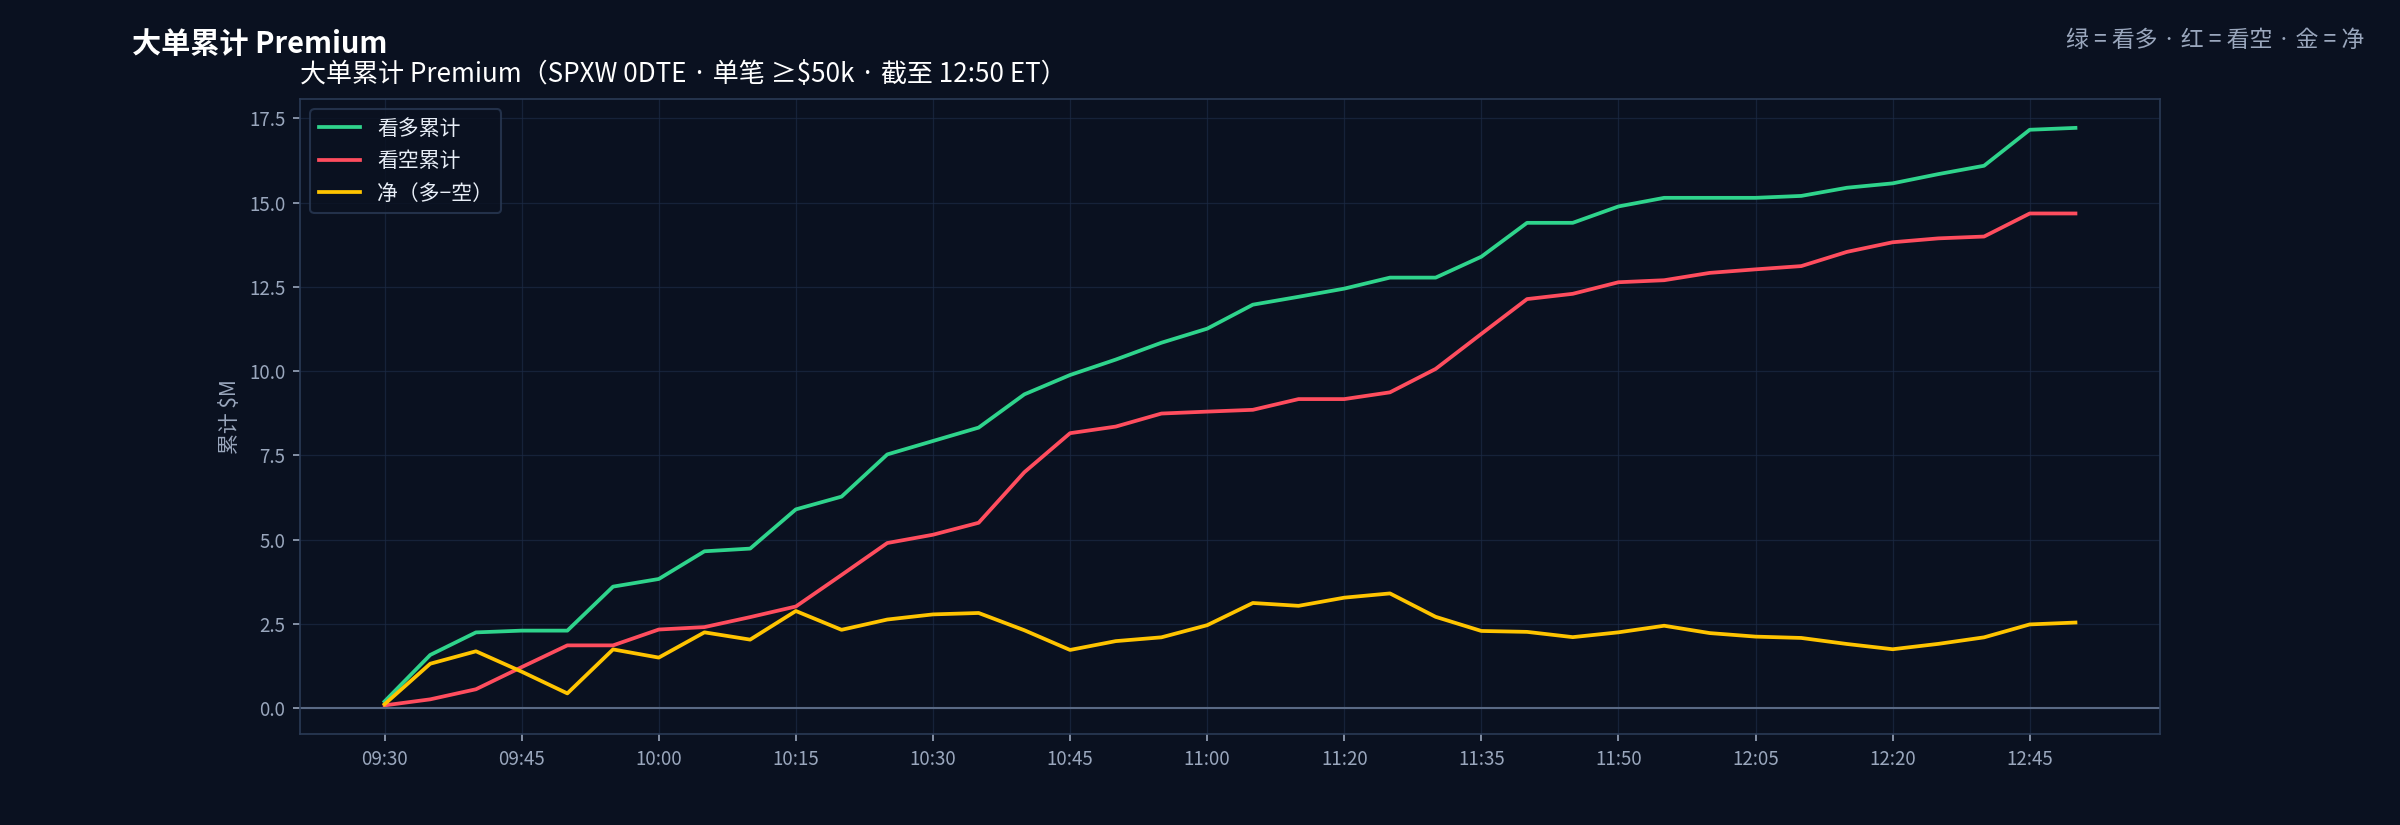 大单累计 Premium
绿 = 看多 · 红 = 看空 · 金 = 净
大单累计 Premium（SPXW 0DTE · 单笔 ≥$50k · 截至 12:50 ET）
看多累计
看空累计
净（多−空）
累计 $M
17.5
15.0
12.5
10.0
7.5
5.0
2.5
0.0
09:30 09:45 10:00 10:15 10:30 10:45 11:00 11:20 11:35 11:50 12:05 12:20 12:45